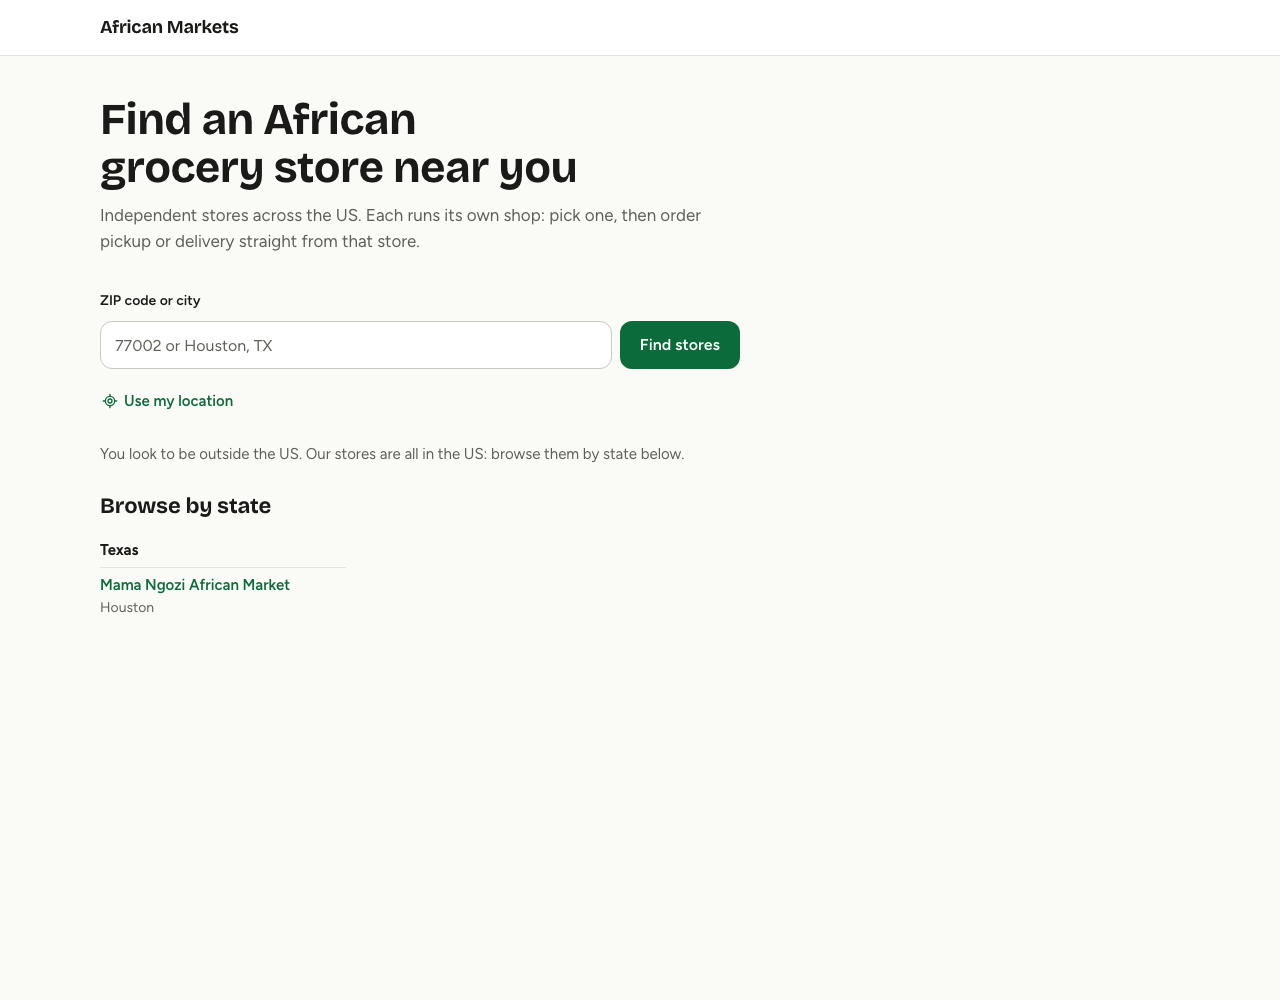 African Markets
Find an African
grocery store near you
Independent stores across the US. Each runs its own shop: pick one, then order
pickup or delivery straight from that store.
ZIP code or city
77002 or Houston, TX
Find stores
Use my location
You look to be outside the US. Our stores are all in the US: browse them by state below.
Browse by state
Texas
Mama Ngozi African Market
Houston